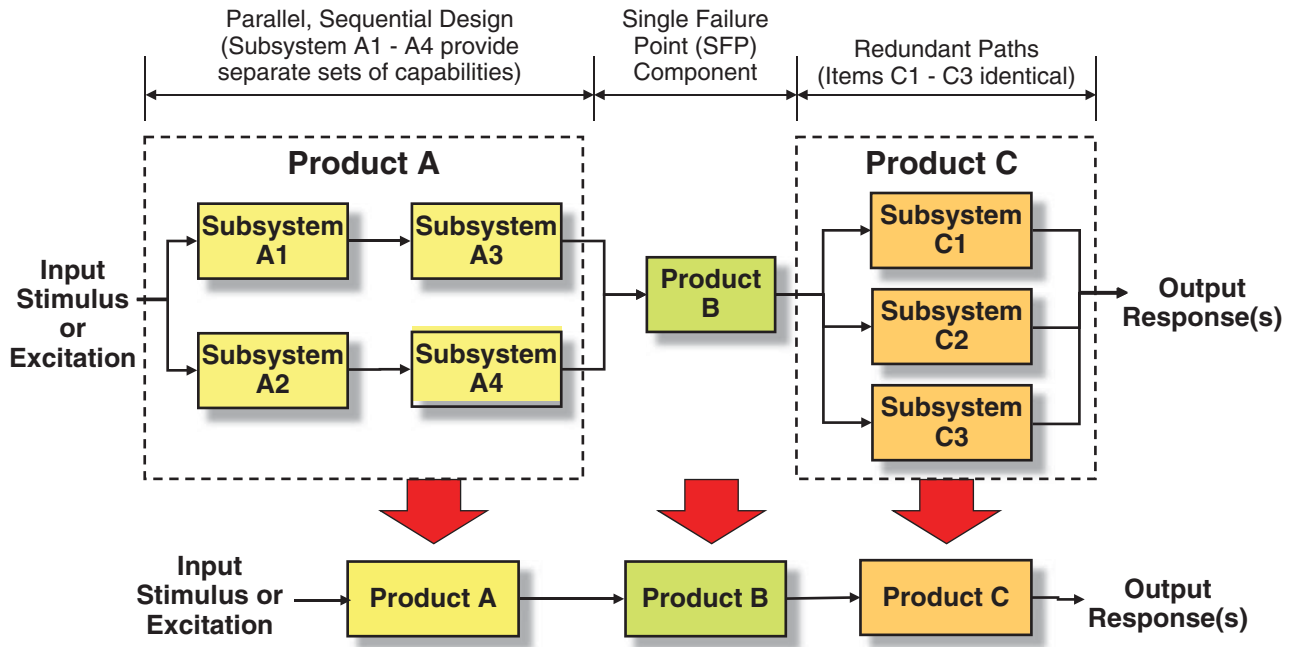 Parallel, Sequential Design
(Subsystem A1 - A4 provide
separate sets of capabilities)
Single Failure
Point (SFP)
Component
Redundant Paths
(Items C1 - C3 identical)
Product A
Product C
Subsystem
A1
Subsystem
A3
Subsystem
C1
Input
Stimulus
or
Excitation
Product
B
Subsystem
C2
Output
Response(s)
Subsystem
A2
Subsystem
A4
Subsystem
C3
Input
Stimulus or
Excitation
Product A
Product B
Product C
Output
Response(s)